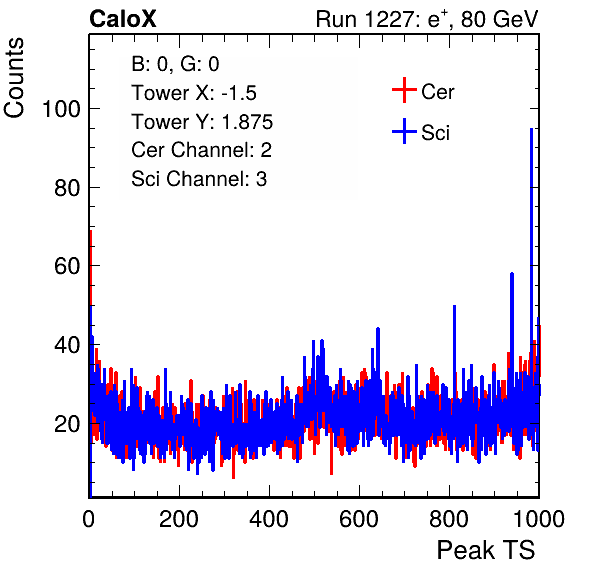 CaloX Run 1227: e⁺, 80 GeV
B: 0, G: 0
Tower X: -1.5
Tower Y: 1.875
Cer Channel: 2
Sci Channel: 3
Cer
Sci
Counts
100
80
60
40
20
0 200 400 600 800 1000
Peak TS